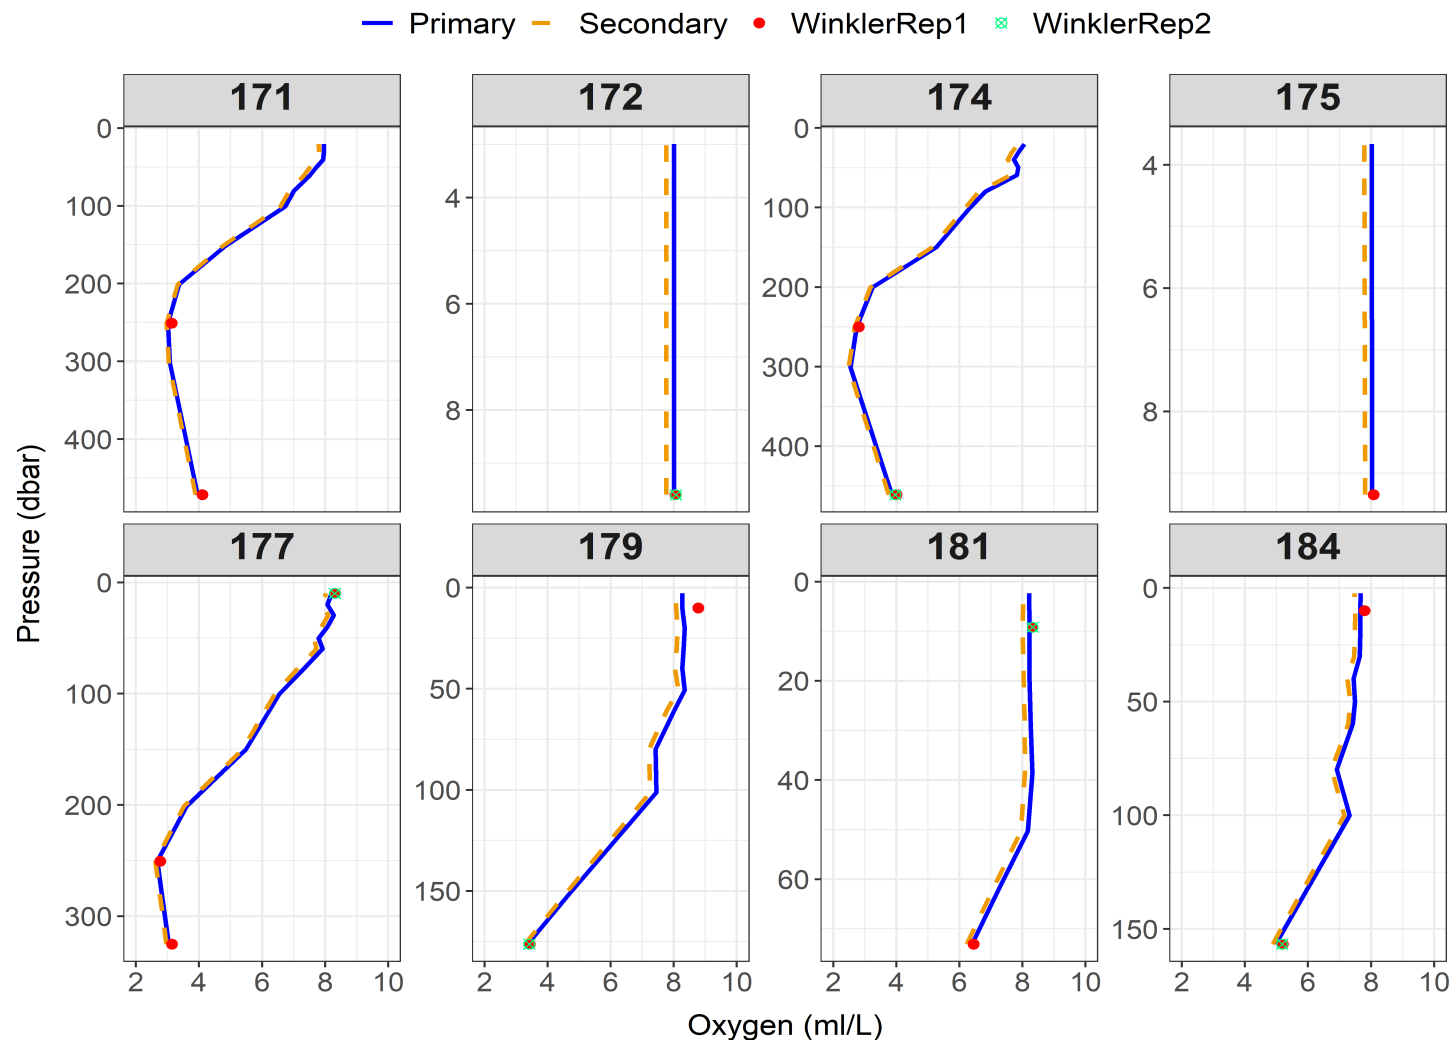 Primary Secondary WinklerRep1 WinklerRep2
171 172 174 175
0 100 200 300 400
4 6 8
0 100 200 300 400
4 6 8
Pressure (dbar)
177 179 181 184
0 100 200 300
0 50 100 150
0 20 40 60
0 50 100 150
2 4 6 8 10 2 4 6 8 10 2 4 6 8 10 2 4 6 8 10
Oxygen (ml/L)